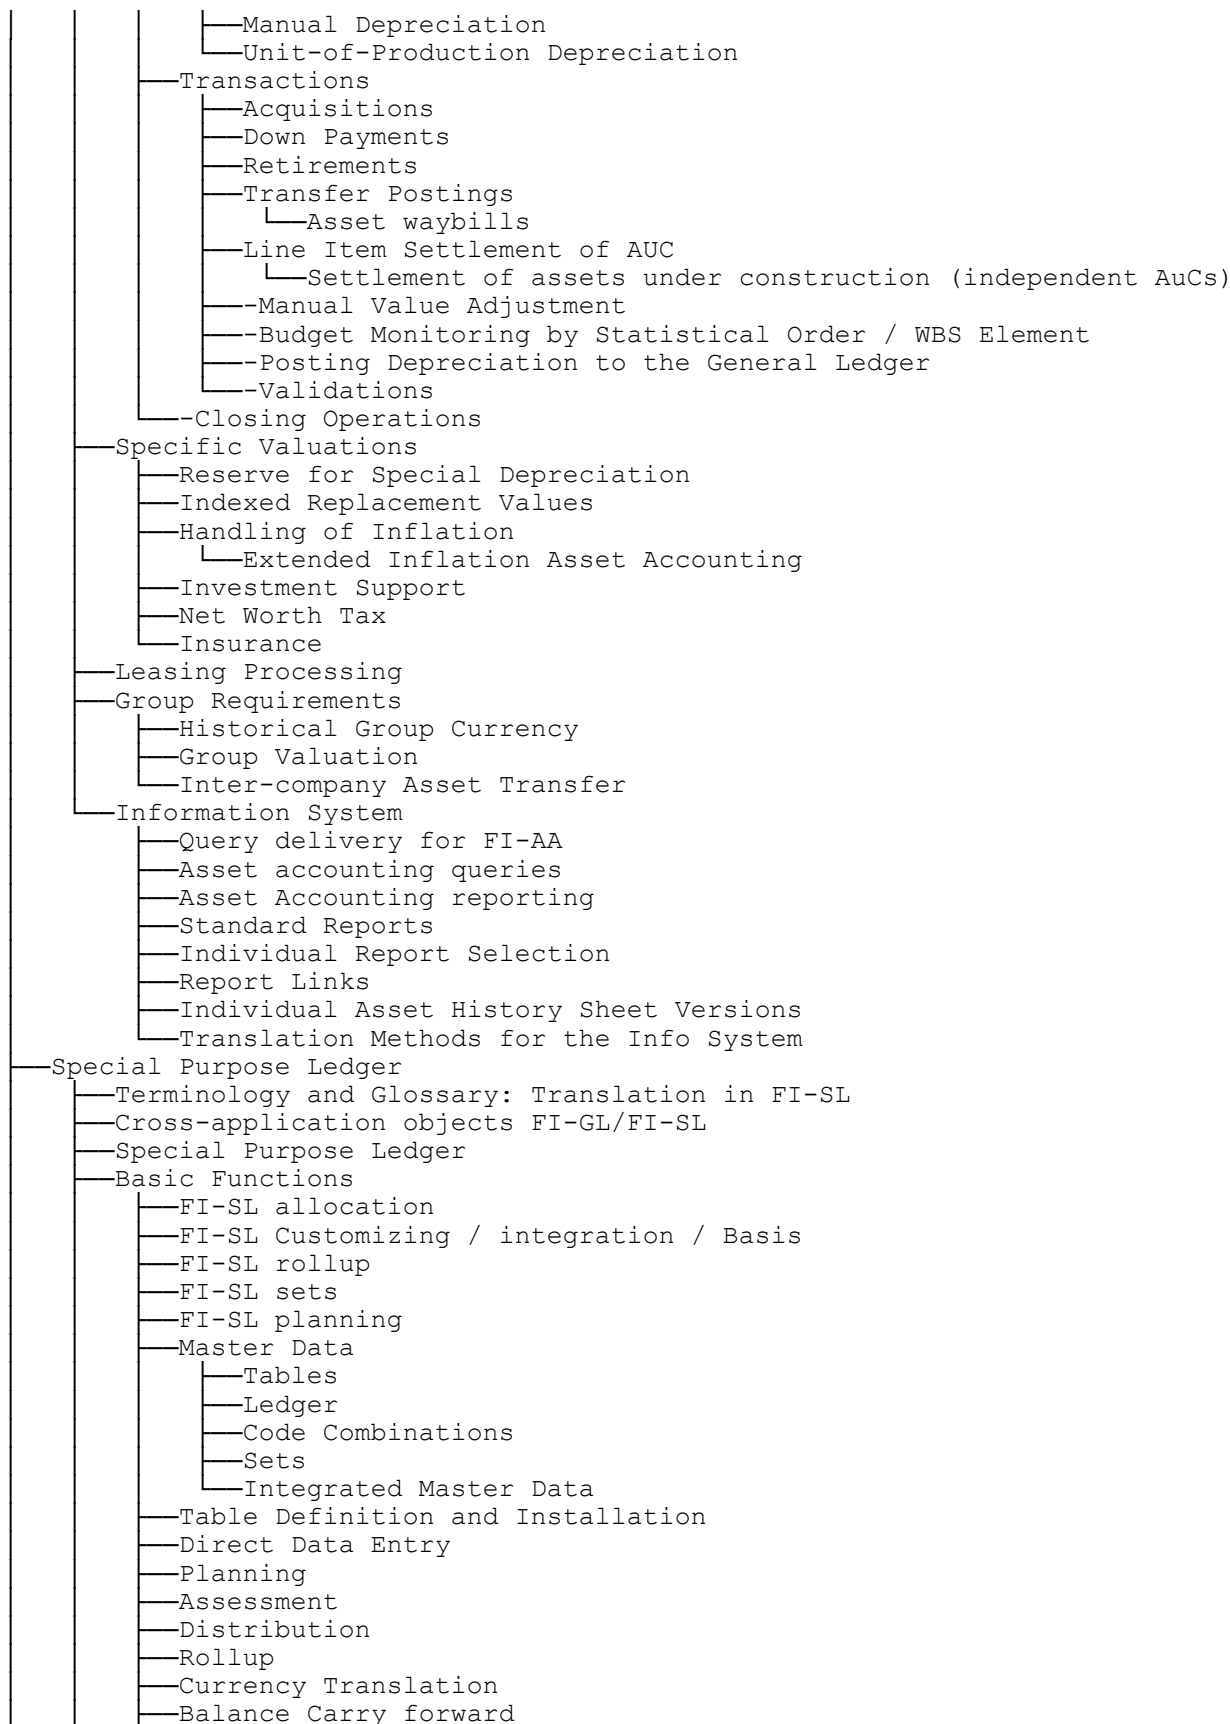 Manual Depreciation
Unit-of-Production Depreciation
Transactions
Acquisitions
Down Payments
Retirements
Transfer Postings
Asset waybills
Line Item Settlement of AUC
Settlement of assets under construction (independent AuCs)
-Manual Value Adjustment
-Budget Monitoring by Statistical Order / WBS Element
-Posting Depreciation to the General Ledger
-Validations
-Closing Operations
Specific Valuations
Reserve for Special Depreciation
Indexed Replacement Values
Handling of Inflation
Extended Inflation Asset Accounting
Investment Support
Net Worth Tax
Insurance
Leasing Processing
Group Requirements
Historical Group Currency
Group Valuation
Inter-company Asset Transfer
Information System
Query delivery for FI-AA
Asset accounting queries
Asset Accounting reporting
Standard Reports
Individual Report Selection
Report Links
Individual Asset History Sheet Versions
Translation Methods for the Info System
Special Purpose Ledger
Terminology and Glossary: Translation in FI-SL
Cross-application objects FI-GL/FI-SL
Special Purpose Ledger
Basic Functions
FI-SL allocation
FI-SL Customizing / integration / Basis
FI-SL rollup
FI-SL sets
FI-SL planning
Master Data
Tables
Ledger
Code Combinations
Sets
Integrated Master Data
Table Definition and Installation
Direct Data Entry
Planning
Assessment
Distribution
Rollup
Currency Translation
Balance Carry forward